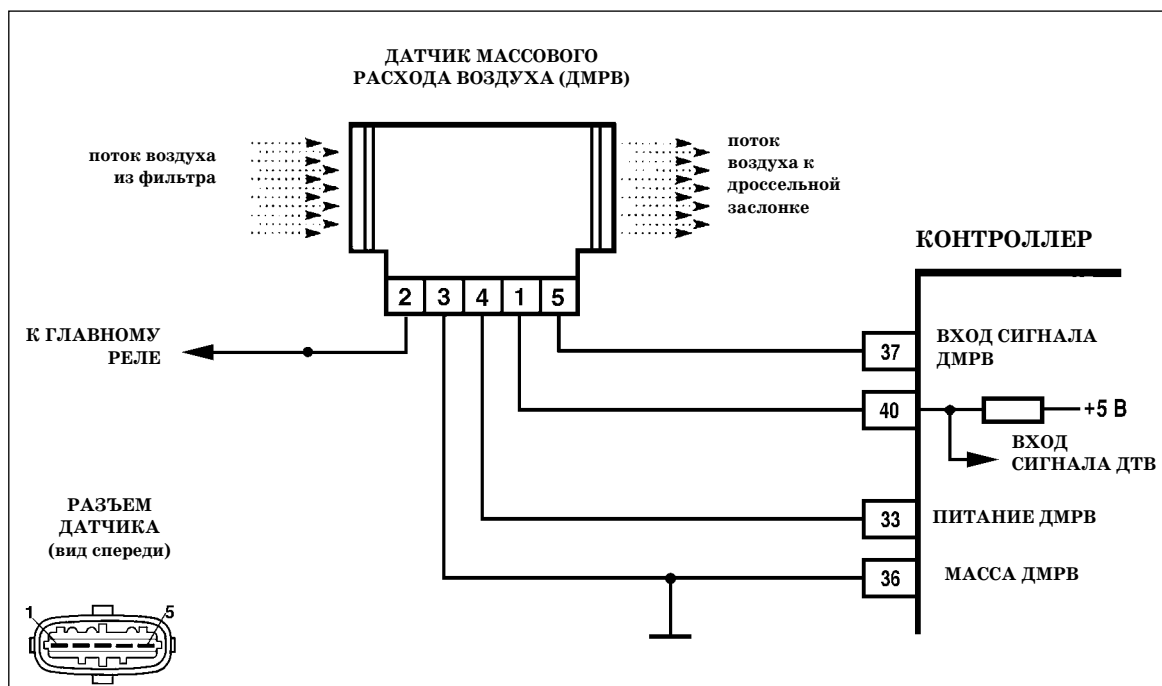 ДАТЧИК МАССОВОГО
РАСХОДА ВОЗДУХА (ДМРВ)
поток воздуха
из фильтра
поток
воздуха к
дроссельной
заслонке
КОНТРОЛЛЕР
2 3 4 1 5
К ГЛАВНОМУ
РЕЛЕ
37
ВХОД СИГНАЛА
ДМРВ
40
+5 В
ВХОД
СИГНАЛА ДТВ
33
ПИТАНИЕ ДМРВ
36
МАССА ДМРВ
РАЗЪЕМ
ДАТЧИКА
(вид спереди)
1 5